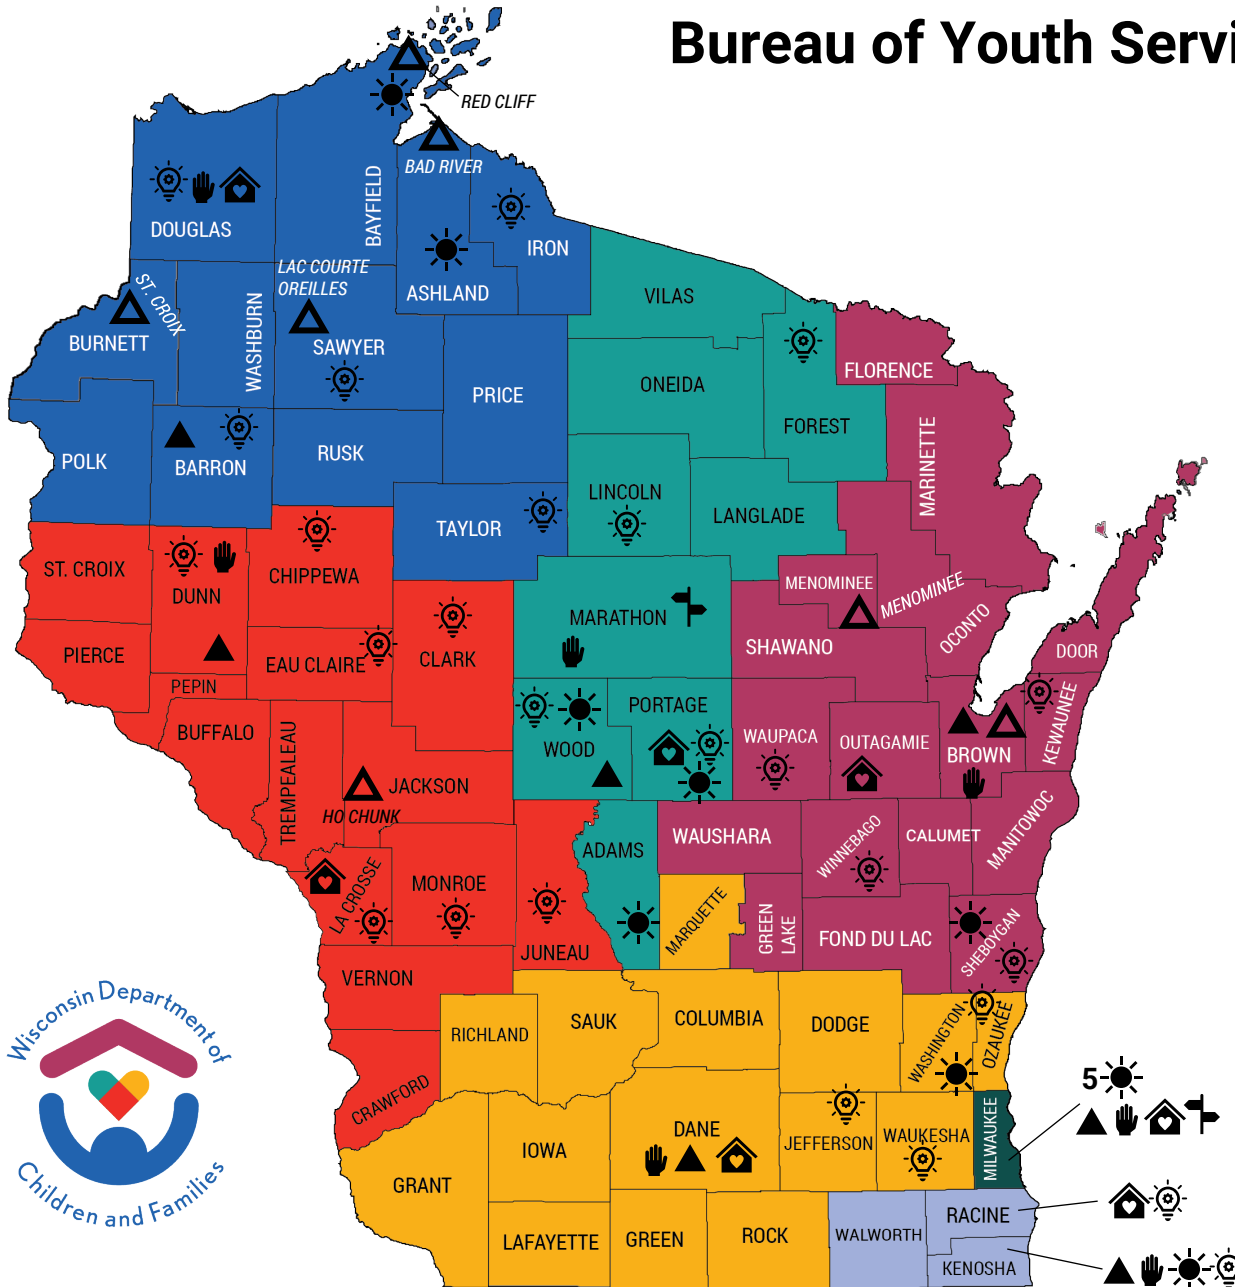 Bureau of Youth Servi
RED CLIFF
BAD RIVER
DOUGLAS
BAYFIELD
IRON
LAC COURTE
OREILLES
ASHLAND
ST. CROIX
BURNETT
WASHBURN
SAWYER
VILAS
FLORENCE
ONEIDA
PRICE
FOREST
MARINETTE
POLK
BARRON
RUSK
LINCOLN
LANGLADE
TAYLOR
ST. CROIX
DUNN
CHIPPEWA
MENOMINEE
MENOMINEE
MARATHON
OCONTO
PIERCE
EAU CLAIRE
CLARK
SHAWANO
DOOR
PEPIN
PORTAGE
KEWAUNEE
BUFFALO
WOOD
WAUPACA
OUTAGAMIE
BROWN
TREMPEALEAU
JACKSON
HO CHUNK
ADAMS
WAUSHARA
WINNEBAGO
CALUMET
MANITOWOC
LA CROSSE
MONROE
MARQUETTE
GREEN
LAKE
FOND DU LAC
SHEBOYGAN
JUNEAU
VERNON
RICHLAND
SAUK
COLUMBIA
DODGE
WASHINGTON
OZAUKEE
CRAWFORD
5
IOWA
DANE
JEFFERSON
WAUKESHA
MILWAUKEE
GRANT
LAFAYETTE
GREEN
ROCK
WALWORTH
RACINE
KENOSHA
Wisconsin Department of
Children and Families